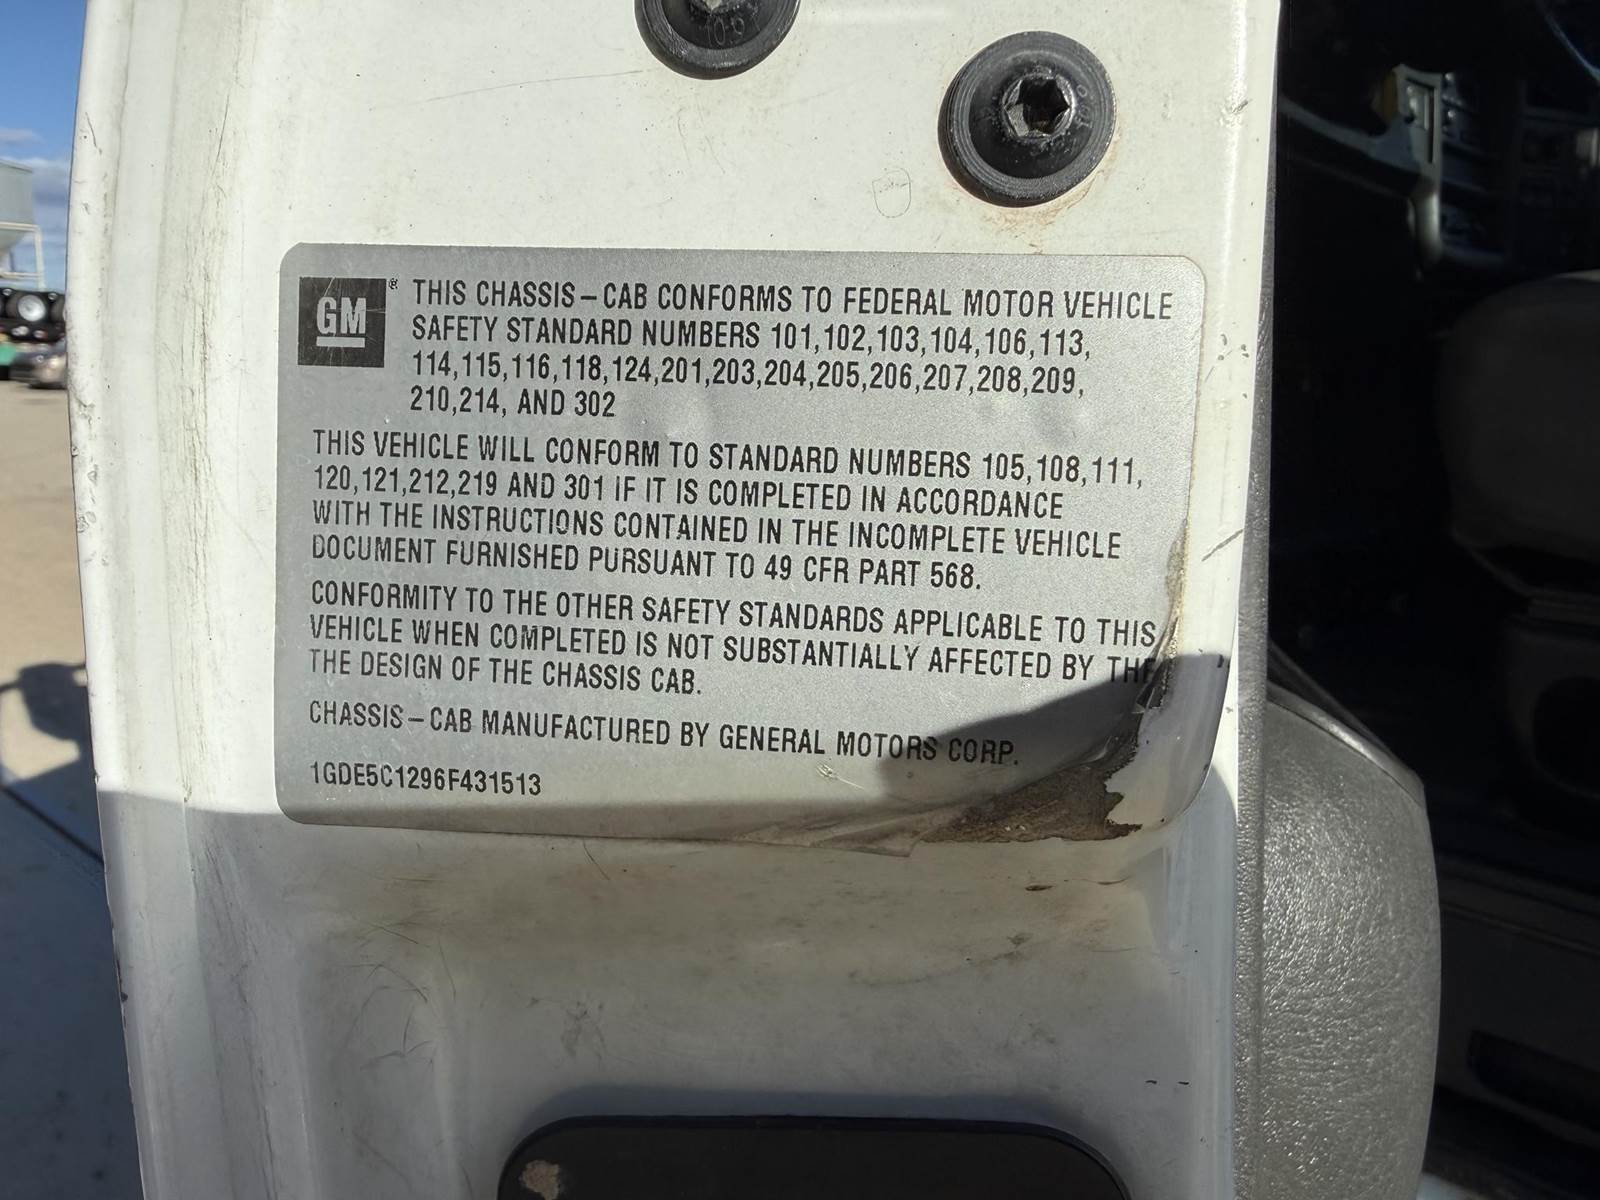 GM
®
THIS CHASSIS-CAB CONFORMS TO FEDERAL MOTOR VEHICLE
SAFETY STANDARD NUMBERS 101,102,103,104,106,113,
114,115,116,118,124,201,203,204,205,206,207,208,209,
210,214, AND 302
THIS VEHICLE WILL CONFORM TO STANDARD NUMBERS 105,108,111,
120,121,212,219 AND 301 IF IT IS COMPLETED IN ACCORDANCE
WITH THE INSTRUCTIONS CONTAINED IN THE INCOMPLETE VEHICLE
DOCUMENT FURNISHED PURSUANT TO 49 CFR PART 568.
CONFORMITY TO THE OTHER SAFETY STANDARDS APPLICABLE TO THIS
VEHICLE WHEN COMPLETED IS NOT SUBSTANTIALLY AFFECTED BY THE
THE DESIGN OF THE CHASSIS CAB.
CHASSIS-CAB MANUFACTURED BY GENERAL MOTORS CORP.
1GDE5C1296F431513